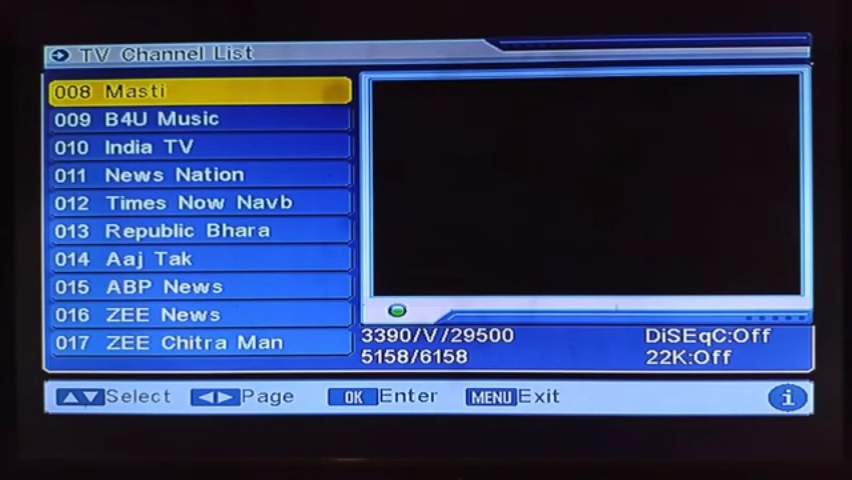 TV Channel List
008 Masti
009 B4U Music
010 India TV
011 News Nation
012 Times Now Navb
013 Republic Bhara
014 Aaj Tak
015 ABP News
016 ZEE News
017 ZEE Chitra Man
3390/V/29500
DiSEqC:Off
5158/6158
22K:Off
Select Page OK Enter MENU Exit i